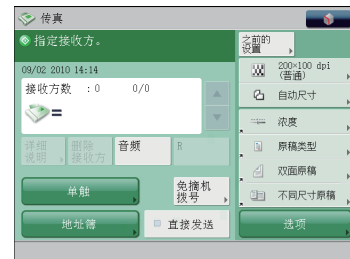 传真
指定接收方。
09/02 2010 14:14
接收方数 :0 0/0
=
详细
说明
删除
接收方
音频
R
单触
免摘机
拨号
地址簿
直接发送
之前的
设置
200×100 dpi
(普通)
自动尺寸
浓度
原稿类型
双面原稿
不同尺寸原稿
选项